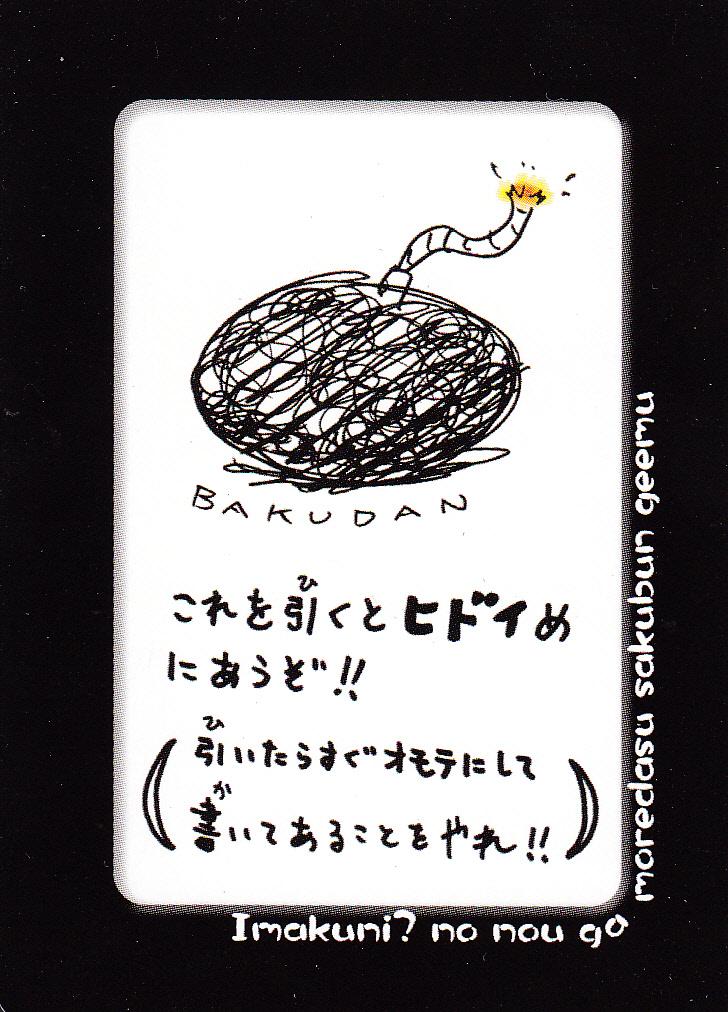 BAKUDAN
これを引くとヒドイめ
にあうぞ!!
(引いたらすぐオモテにして
書いてあることをやれ!!)
Imakuni? no nou ga
moredasu sakubun geemu